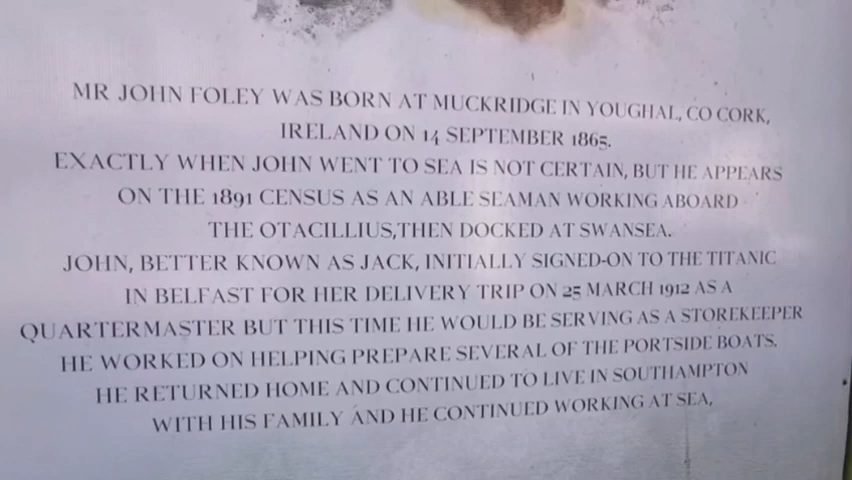 MR JOHN FOLEY WAS BORN AT MUCKRIDGE IN YOUGHAL, CO CORK,
IRELAND ON 14 SEPTEMBER 1865.
EXACTLY WHEN JOHN WENT TO SEA IS NOT CERTAIN, BUT HE APPEARS
ON THE 1891 CENSUS AS AN ABLE SEAMAN WORKING ABOARD
THE OTACILLIUS,THEN DOCKED AT SWANSEA.
JOHN, BETTER KNOWN AS JACK, INITIALLY SIGNED-ON TO THE TITANIC
IN BELFAST FOR HER DELIVERY TRIP ON 25 MARCH 1912 AS A
QUARTERMASTER BUT THIS TIME HE WOULD BE SERVING AS A STOREKEEPER
HE WORKED ON HELPING PREPARE SEVERAL OF THE PORTSIDE BOATS.
HE RETURNED HOME AND CONTINUED TO LIVE IN SOUTHAMPTON
WITH HIS FAMILY AND HE CONTINUED WORKING AT SEA,